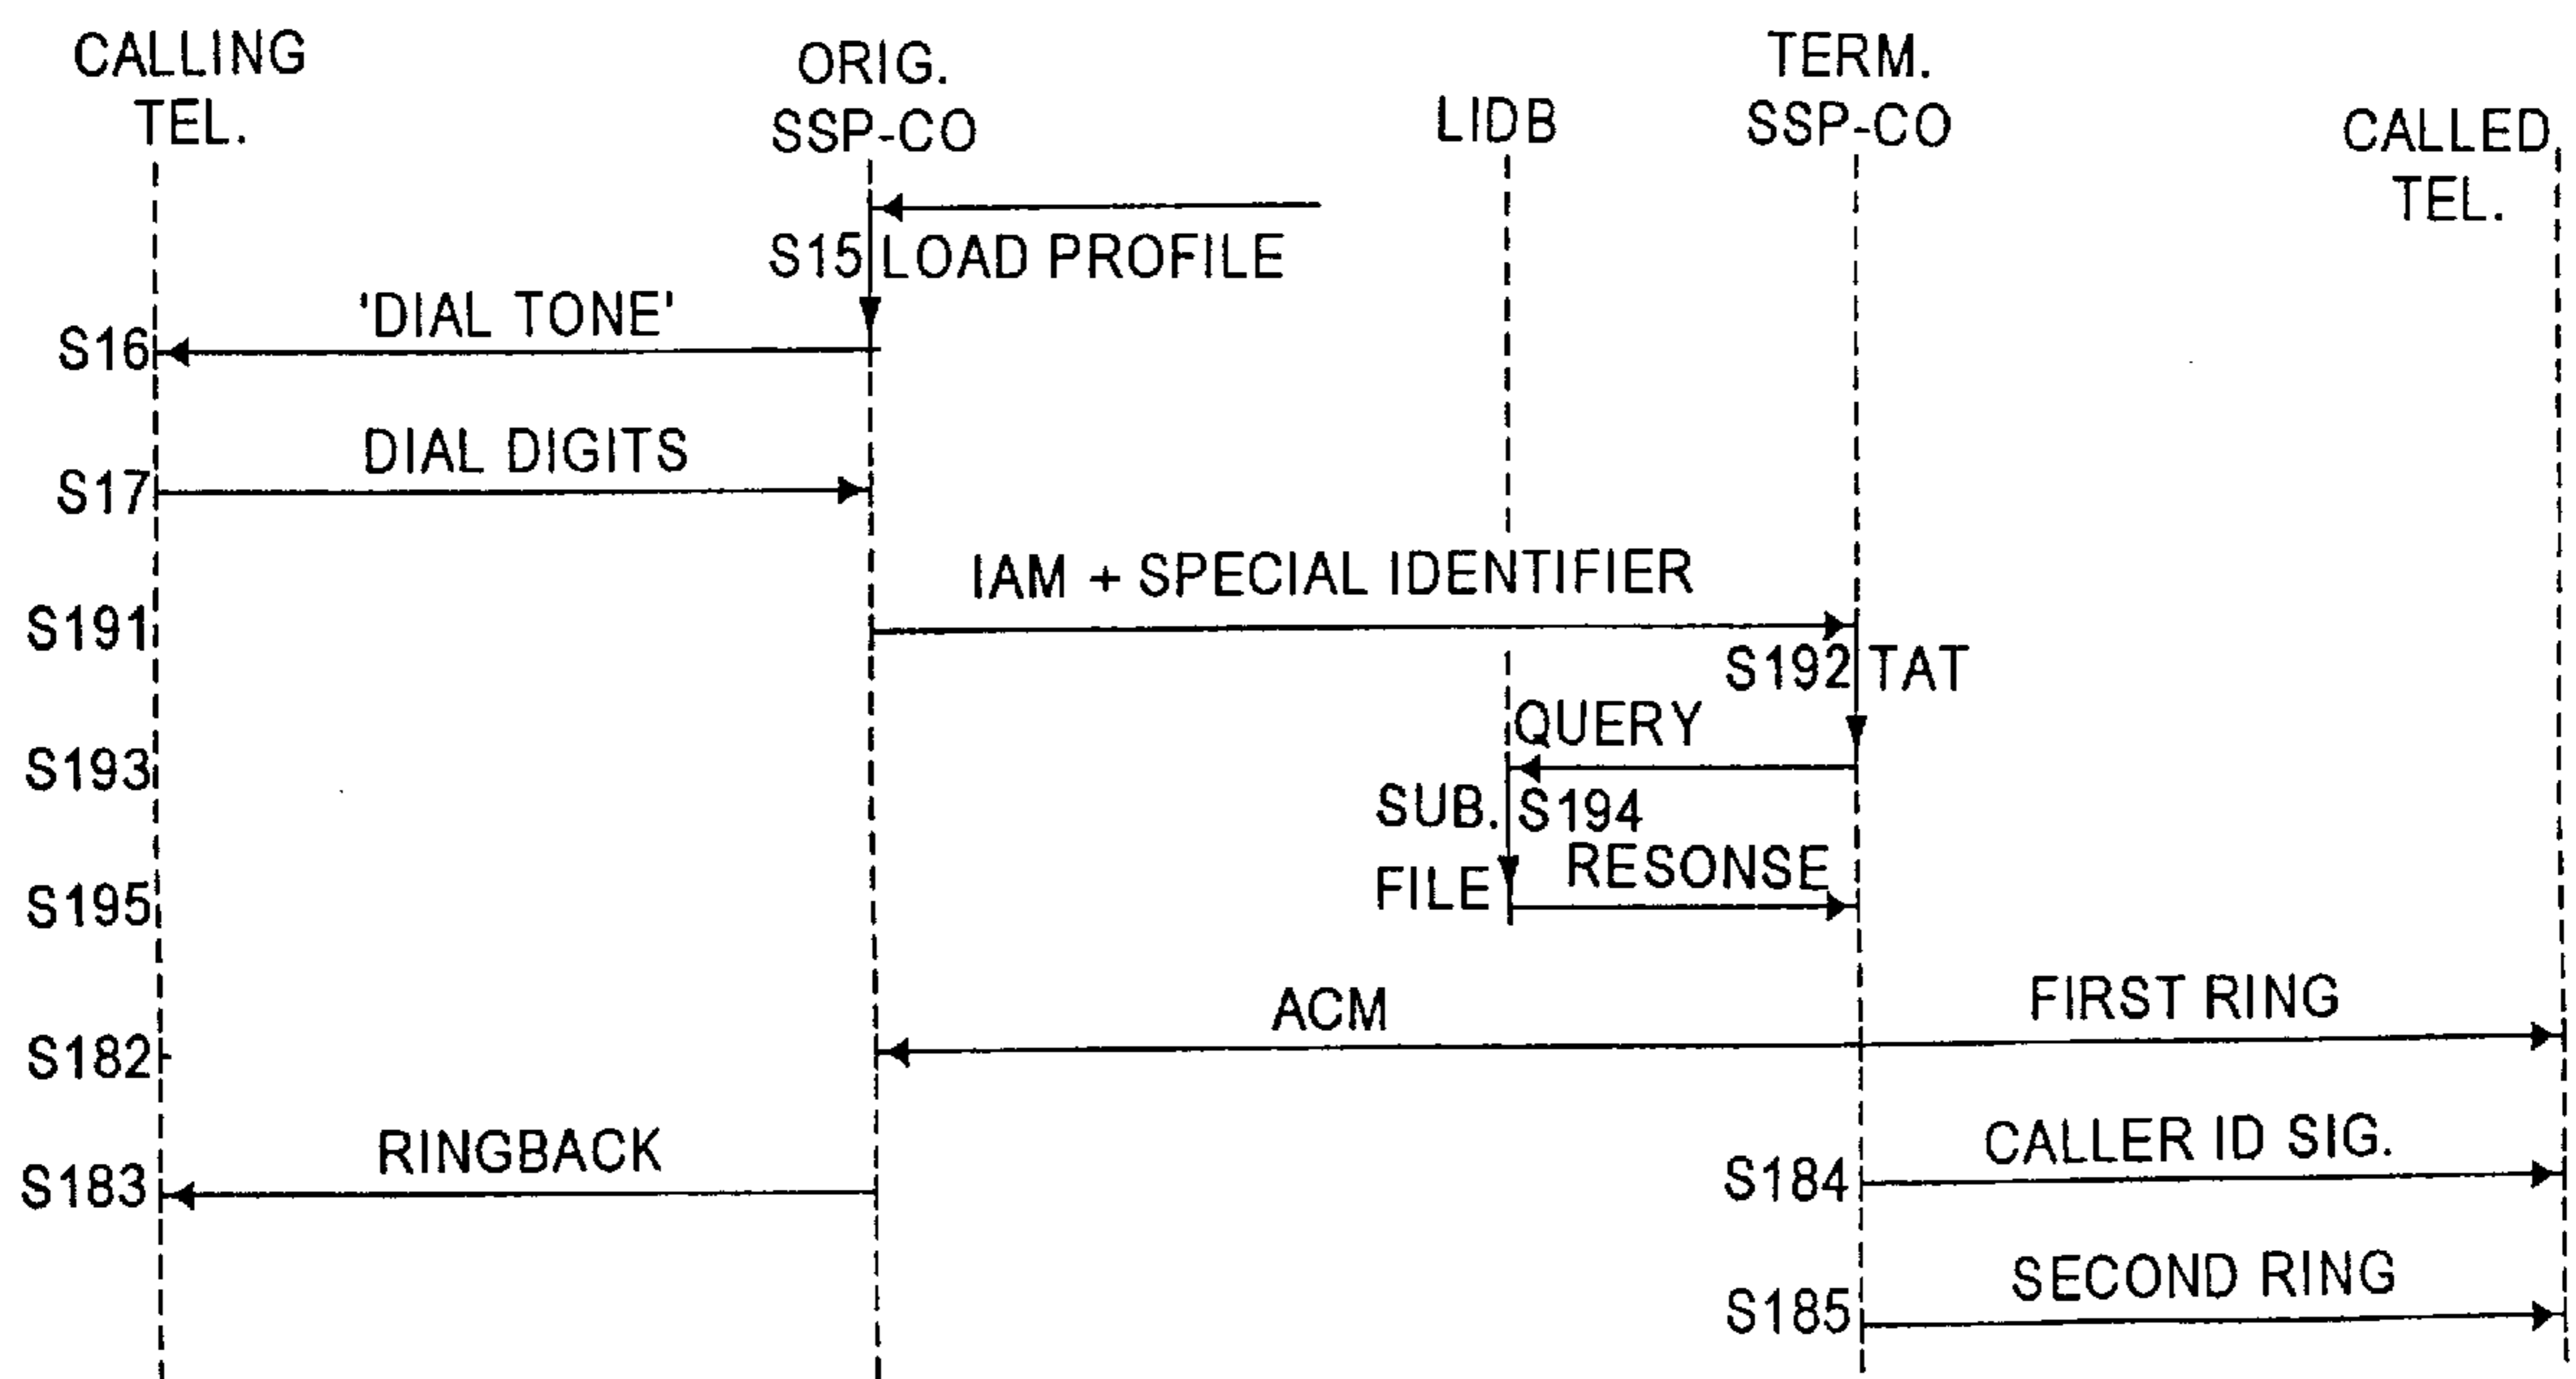 CALLING
TEL.
ORIG.
SSP-CO
LIDB
TERM.
SSP-CO
CALLED
TEL.
S15 LOAD PROFILE
S16 'DIAL TONE'
S17 DIAL DIGITS
S191 IAM + SPECIAL IDENTIFIER
S192 TAT
S193 QUERY
SUB. S194
FILE
S195 RESONSE
S182 ACM FIRST RING
S183 RINGBACK
S184 CALLER ID SIG.
S185 SECOND RING